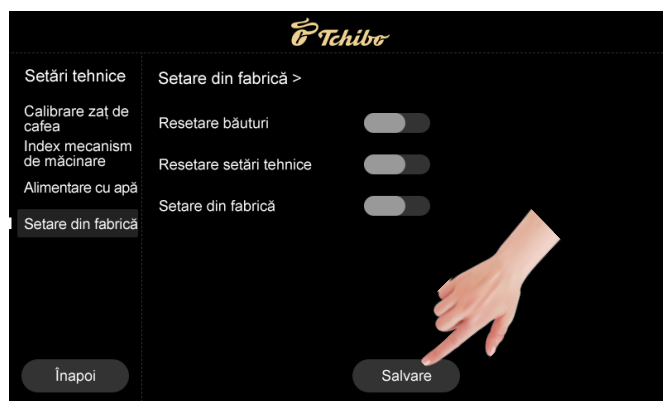 Tchibo
Setări tehnice
Calibrare zaț de
cafea
Index mecanism
de măcinare
Alimentare cu apă
Setare din fabrică
Înapoi
Setare din fabrică >
Resetare băuturi
Resetare setări tehnice
Setare din fabrică
Salvare